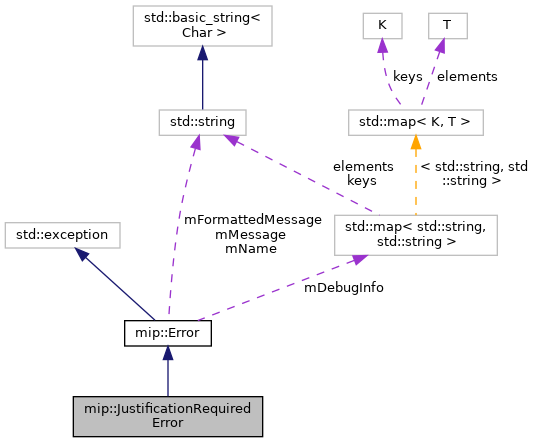 std::basic_string<
Char >
K
T
keys
elements
std::string
std::map< K, T >
elements
keys
< std::string, std
::string >
mFormattedMessage
mMessage
mName
std::map< std::string,
std::string >
std::exception
mDebugInfo
mip::Error
mip::JustificationRequired
Error